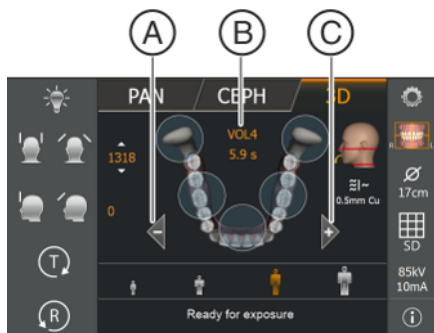 A B C
PAN CEPH 3D
VOL4
5.9 s
1318
R L
0.5mm Cu
17cm
0
- +
SD
T
85kV
10mA
R
Ready for exposure
i